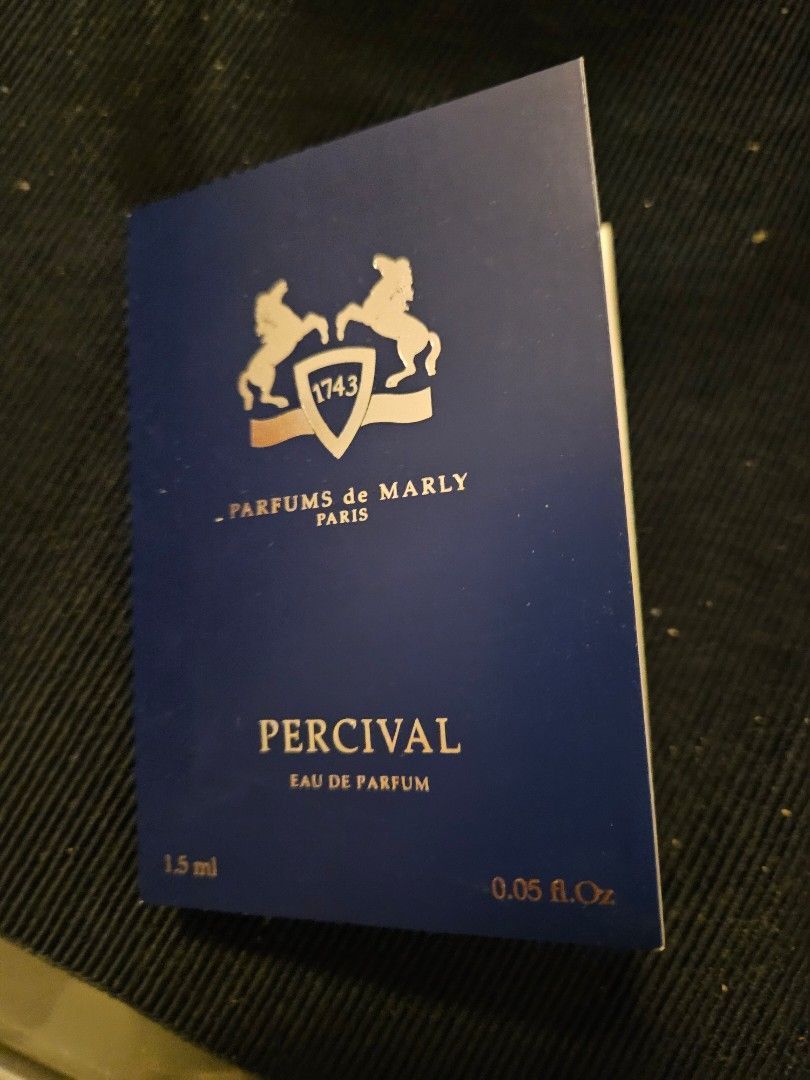 1743
PARFUMS de MARLY
PARIS
PERCIVAL
EAU DE PARFUM
1.5 ml
0.05 fl.Oz